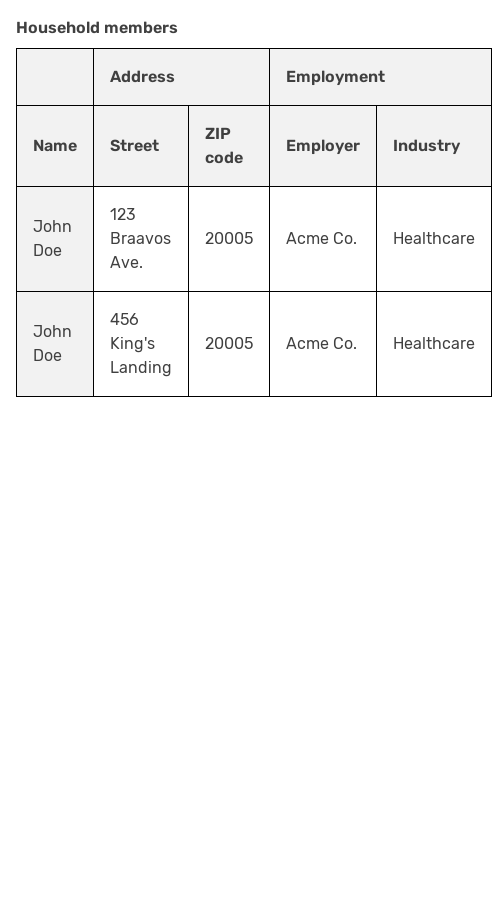 Household members
Address Employment
Name Street ZIP code Employer Industry
John Doe 123 Braavos Ave. 20005 Acme Co. Healthcare
John Doe 456 King's Landing 20005 Acme Co. Healthcare